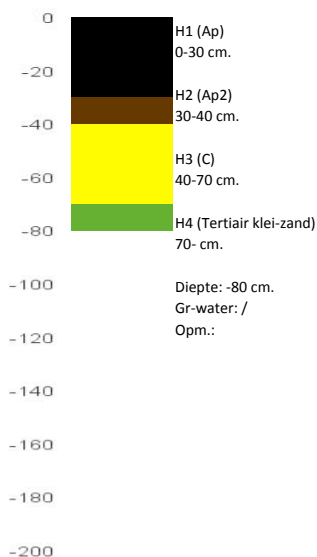 0
H1 (Ap)
0-30 cm.
-20
H2 (Ap2)
30-40 cm.
-40
H3 (C)
40-70 cm.
-60
H4 (Tertiair klei-zand)
-80
70- cm.
-100
Diepte: -80 cm.
Gr-water: /
-120
Opm.:
-140
-160
-180
-200